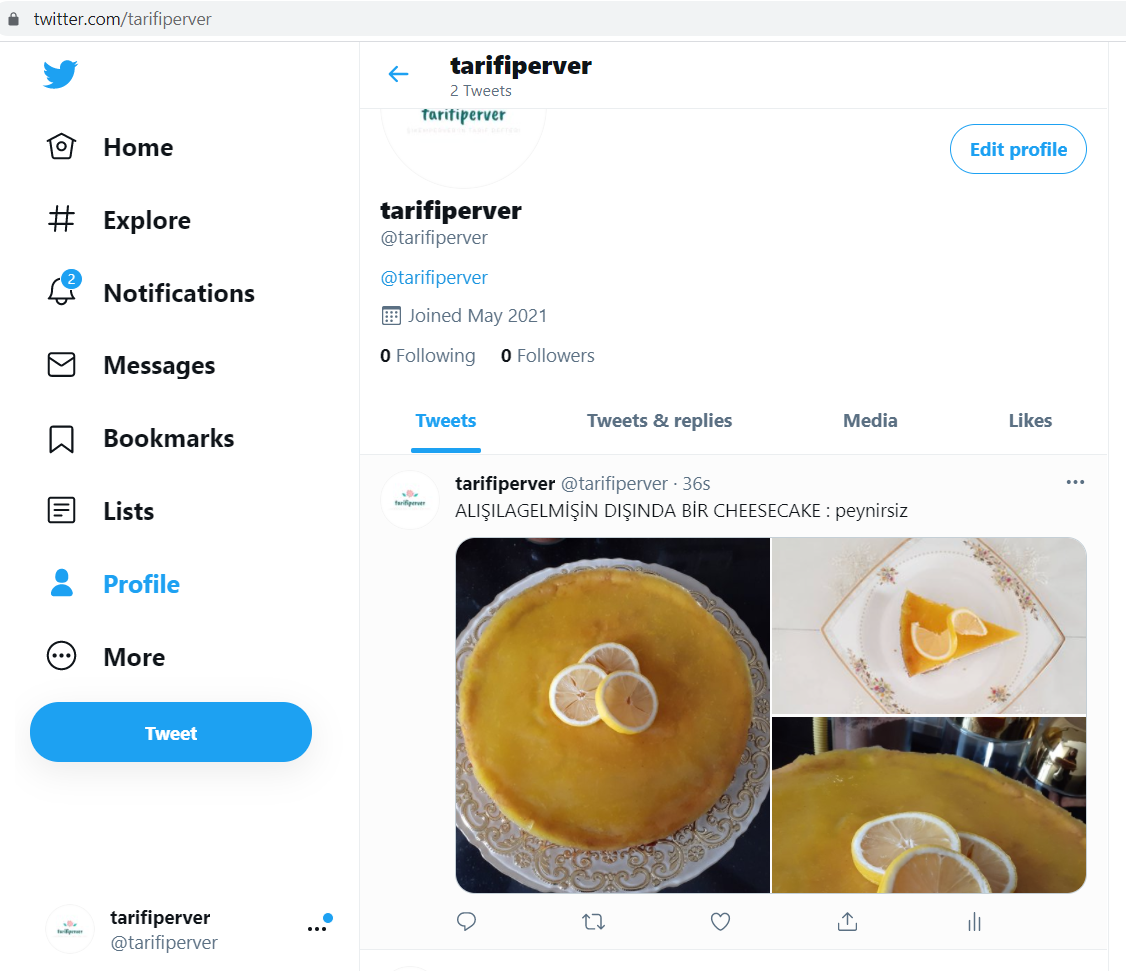 twitter.com/tarifiperver
tarifiperver
2 Tweets
tarifiperver
Edit profile
tarifiperver
@tarifiperver
@tarifiperver
Joined May 2021
0 Following 0 Followers
Home
Explore
2
Notifications
Messages
Bookmarks
Lists
Profile
More
Tweet
tarifiperver
tarifiperver
@tarifiperver
Tweets Tweets & replies Media Likes
tarifiperver
tarifiperver @tarifiperver · 36s
ALIŞILAGELMİŞİN DIŞINDA BİR CHEESECAKE : peynirsiz